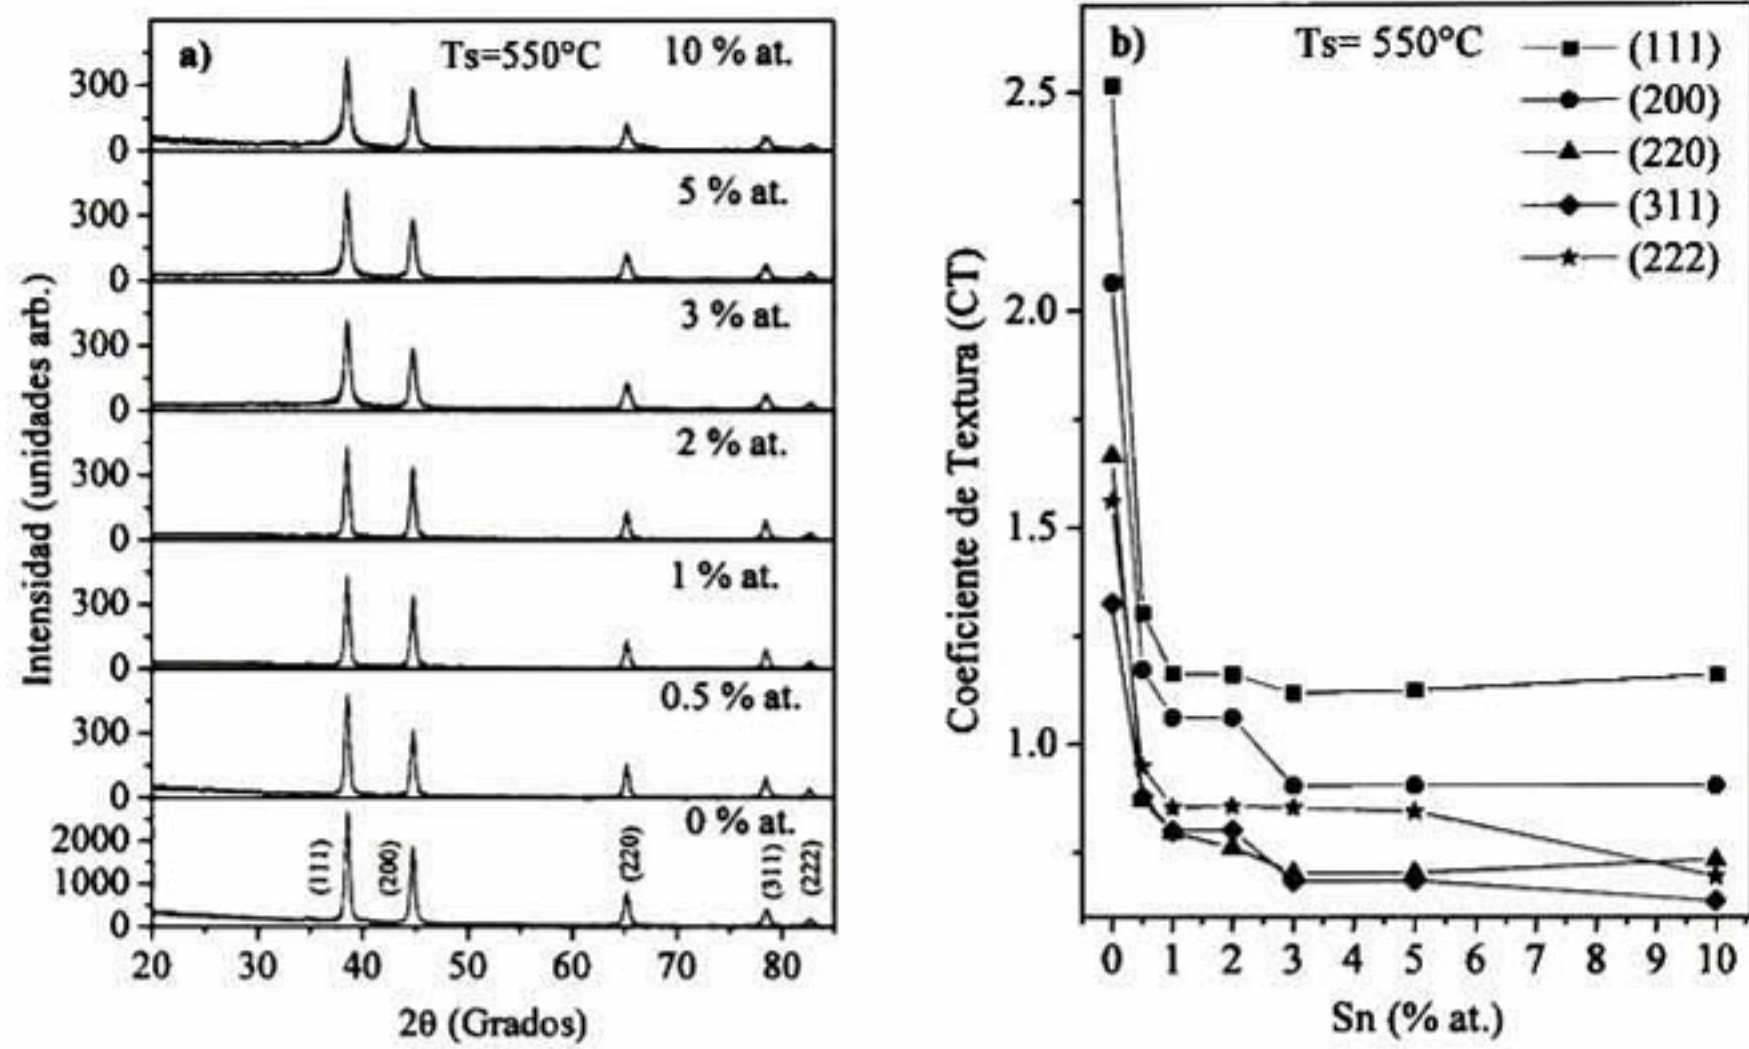 a)
Ts=550°C
10 % at.
300
0
5 % at.
300
0
3 % at.
300
0
2 % at.
300
0
1 % at.
300
0
0.5 % at.
300
0
0 % at.
2000
1000
0
(111)
(200)
(220)
(311)
(222)
20 30 40 50 60 70 80
2θ (Grados)
Intensidad (unidades arb.)
b)
Ts= 550°C
(111)
(200)
(220)
(311)
(222)
2.5
2.0
1.5
1.0
Coeficiente de Textura (CT)
0 1 2 3 4 5 6 7 8 9 10
Sn (% at.)